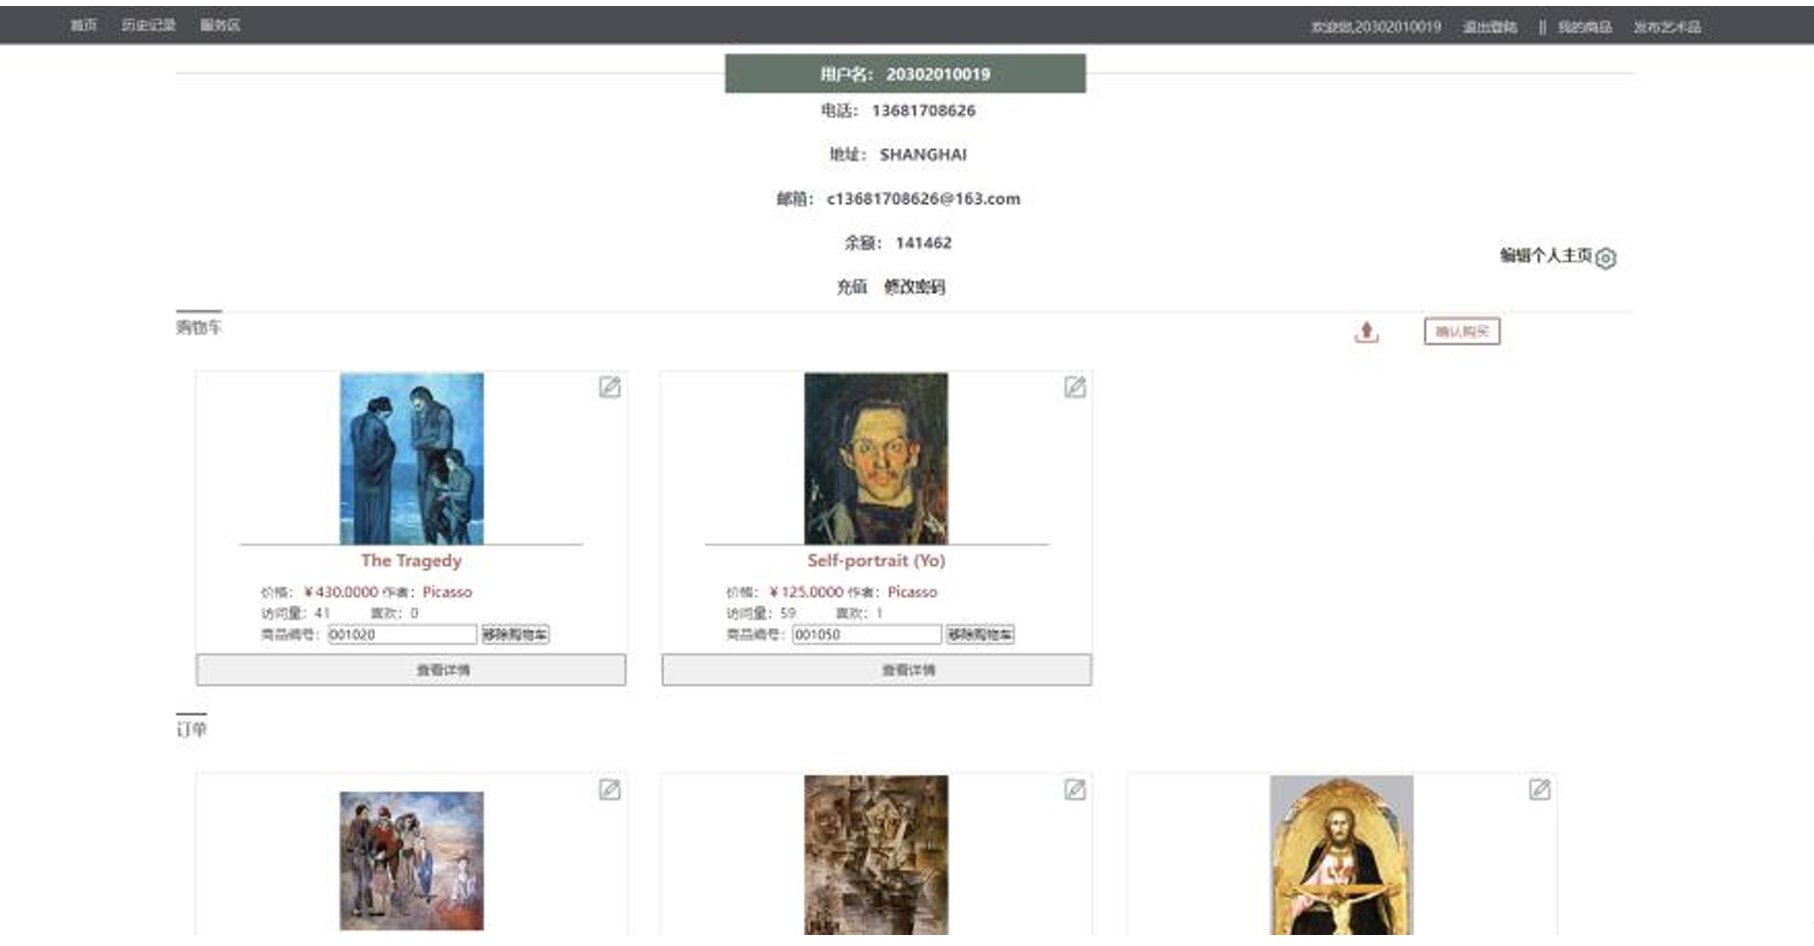 首页 历史记录 服务区 欢迎您,20302010019 退出登陆 || 我的商品 发布艺术品
用户名: 20302010019
电话: 13681708626
地址: SHANGHAI
邮箱: c13681708626@163.com
余额: 141462
编辑个人主页
充值 修改密码
购物车
确认购买
The Tragedy
价格: ￥430.0000 作者: Picasso
访问量: 41 喜欢: 0
商品编号: 001020 移除购物车
查看详情
Self-portrait (Yo)
价格: ￥125.0000 作者: Picasso
访问量: 59 喜欢: 1
商品编号: 001050 移除购物车
查看详情
订单